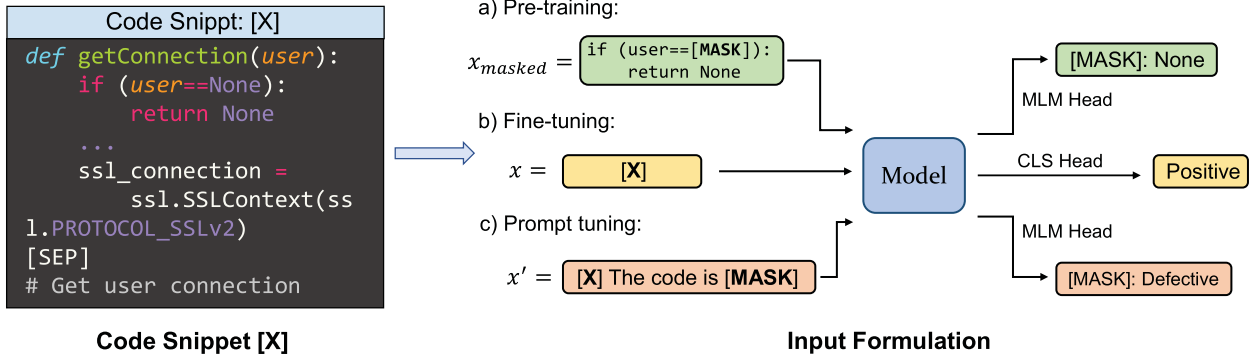 Code Snippt: [X]
def getConnection(user):
if (user==None):
return None
...
ssl_connection =
ssl.SSLContext(ss
l.PROTOCOL_SSLv2)
[SEP]
# Get user connection
Code Snippet [X]
a) Pre-training:
x_masked =
if (user==[MASK]):
return None
b) Fine-tuning:
x =
[X]
c) Prompt tuning:
x′ =
[X] The code is [MASK]
Model
[MASK]: None
MLM Head
CLS Head
Positive
MLM Head
[MASK]: Defective
Input Formulation